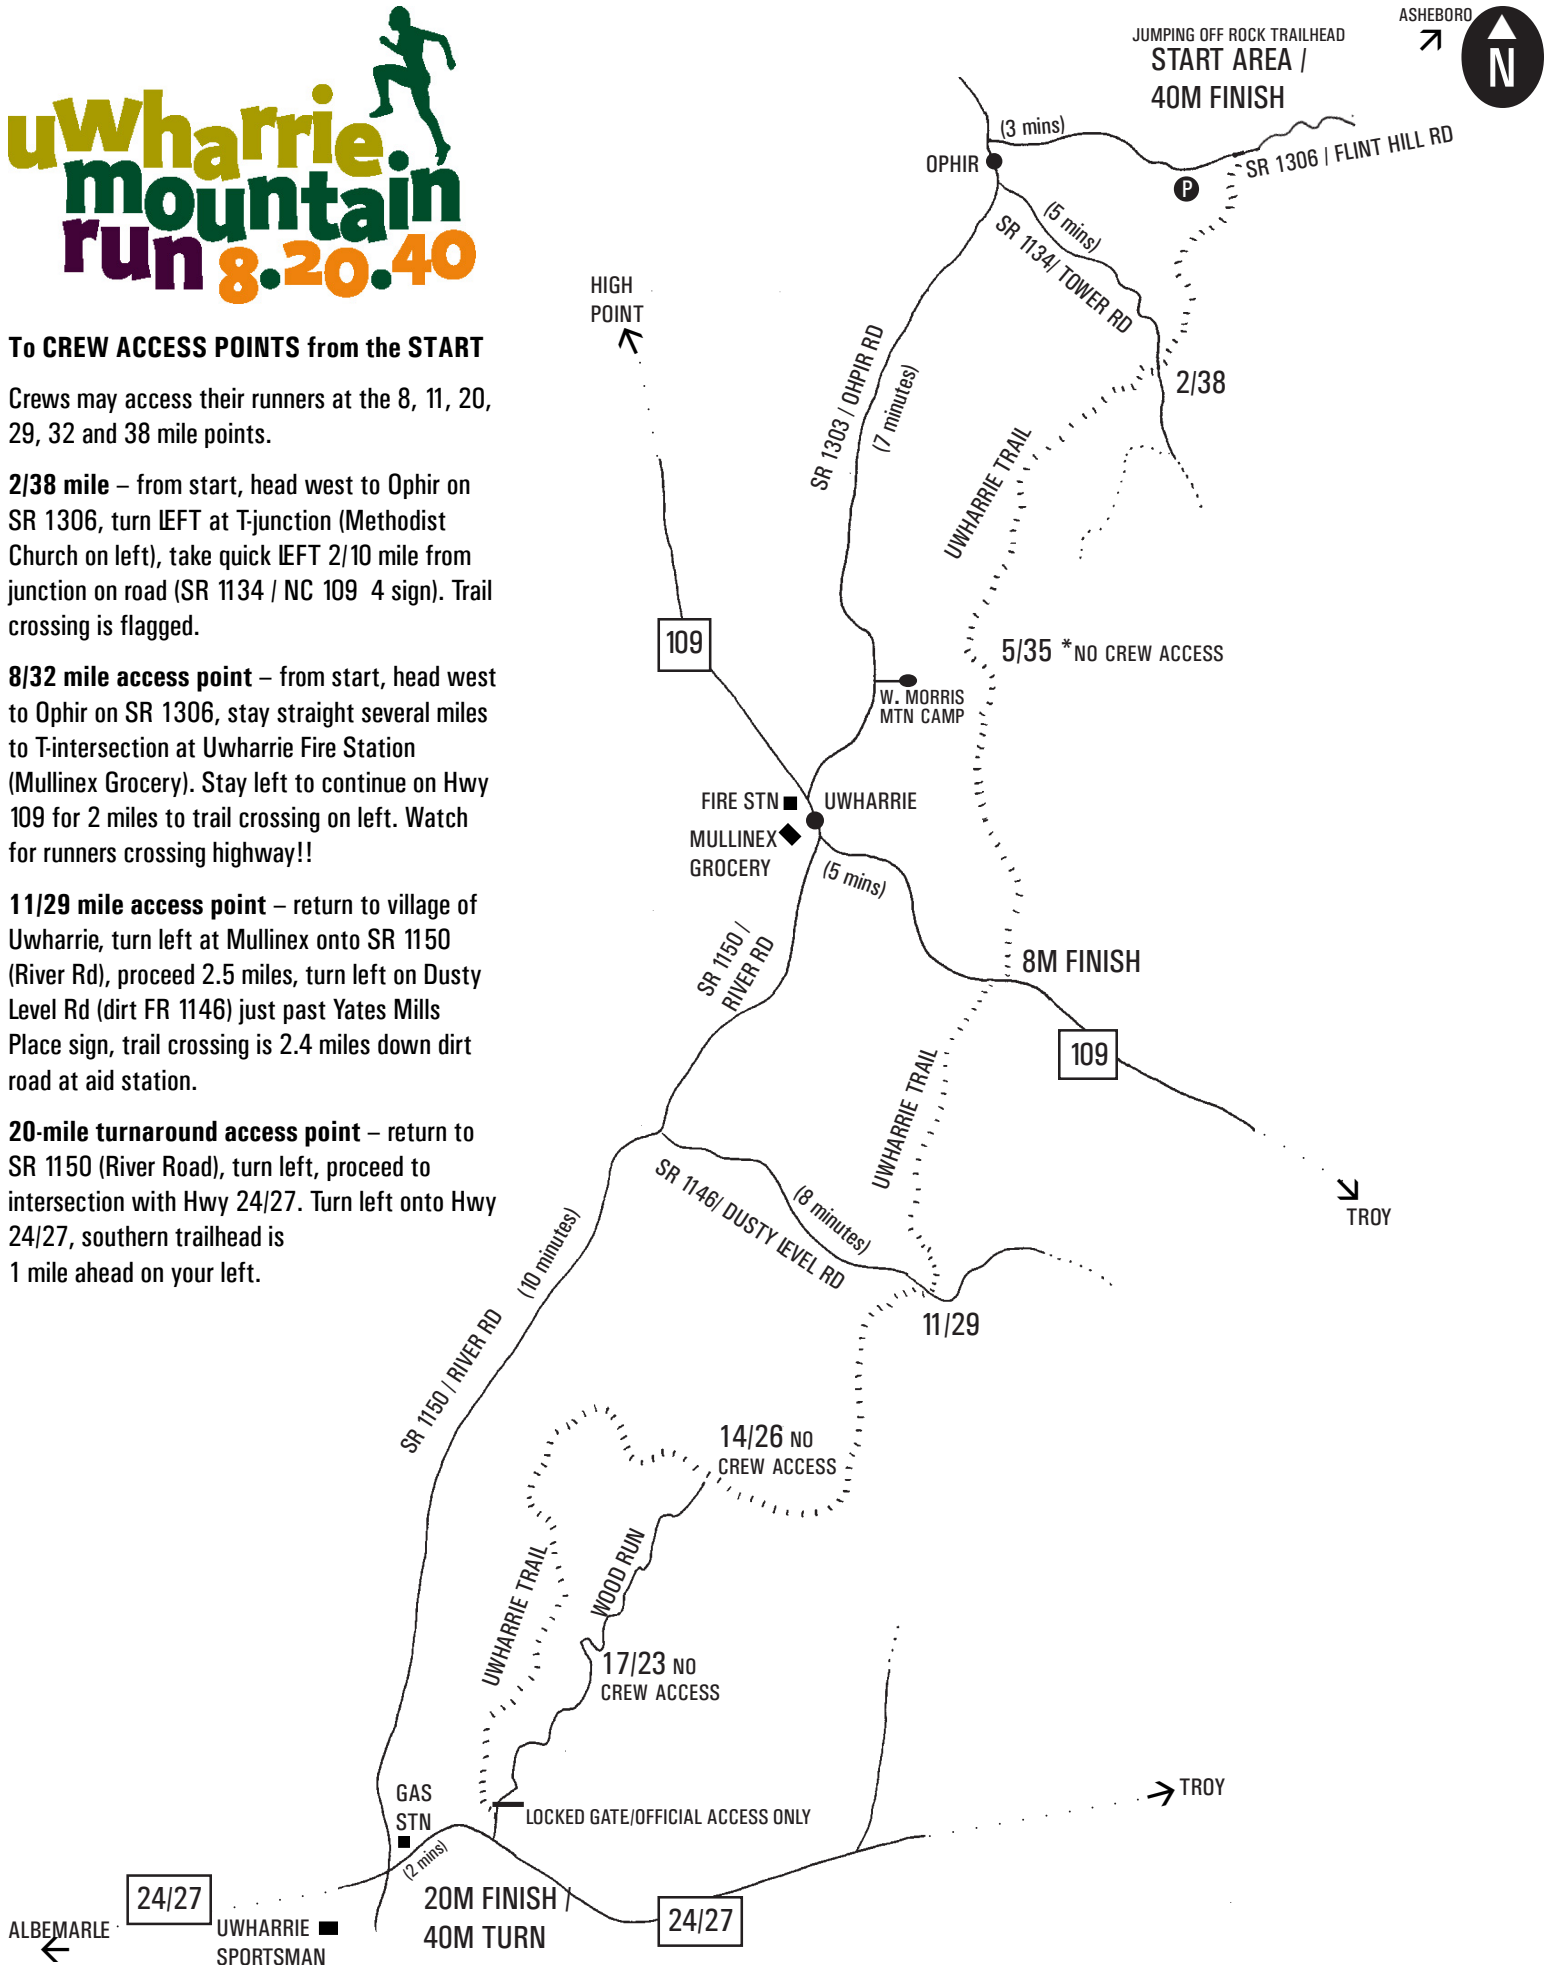 uwharrie
mountain
run 8.20.40
To CREW ACCESS POINTS from the START
Crews may access their runners at the 8, 11, 20,
29, 32 and 38 mile points.
2/38 mile – from start, head west to Ophir on
SR 1306, turn LEFT at T-junction (Methodist
Church on left), take quick LEFT 2/10 mile from
junction on road (SR 1134 / NC 109 4 sign). Trail
crossing is flagged.
8/32 mile access point – from start, head west
to Ophir on SR 1306, stay straight several miles
to T-intersection at Uwharrie Fire Station
(Mullinex Grocery). Stay left to continue on Hwy
109 for 2 miles to trail crossing on left. Watch
for runners crossing highway!!
11/29 mile access point – return to village of
Uwharrie, turn left at Mullinex onto SR 1150
(River Rd), proceed 2.5 miles, turn left on Dusty
Level Rd (dirt FR 1146) just past Yates Mills
Place sign, trail crossing is 2.4 miles down dirt
road at aid station.
20-mile turnaround access point – return to
SR 1150 (River Road), turn left, proceed to
intersection with Hwy 24/27. Turn left onto Hwy
24/27, southern trailhead is
1 mile ahead on your left.
ASHEBORO
N
JUMPING OFF ROCK TRAILHEAD
START AREA /
40M FINISH
(3 mins)
SR 1306 / FLINT HILL RD
OPHIR
P
(5 mins)
SR 1134/ TOWER RD
HIGH
POINT
2/38
SR 1303 / OHPIR RD
(7 minutes)
UWHARRIE TRAIL
109
5/35 *NO CREW ACCESS
W. MORRIS
MTN CAMP
FIRE STN
UWHARRIE
MULLINEX
GROCERY
(5 mins)
SR 1150 /
RIVER RD
8M FINISH
109
UWHARRIE TRAIL
TROY
SR 1146/ DUSTY LEVEL RD
(8 minutes)
(10 minutes)
SR 1150 / RIVER RD
11/29
14/26 NO
CREW ACCESS
UWHARRIE TRAIL
WOOD RUN
17/23 NO
CREW ACCESS
TROY
GAS
STN
LOCKED GATE/OFFICIAL ACCESS ONLY
(2 mins)
24/27
20M FINISH /
40M TURN
24/27
ALBEMARLE
UWHARRIE
SPORTSMAN